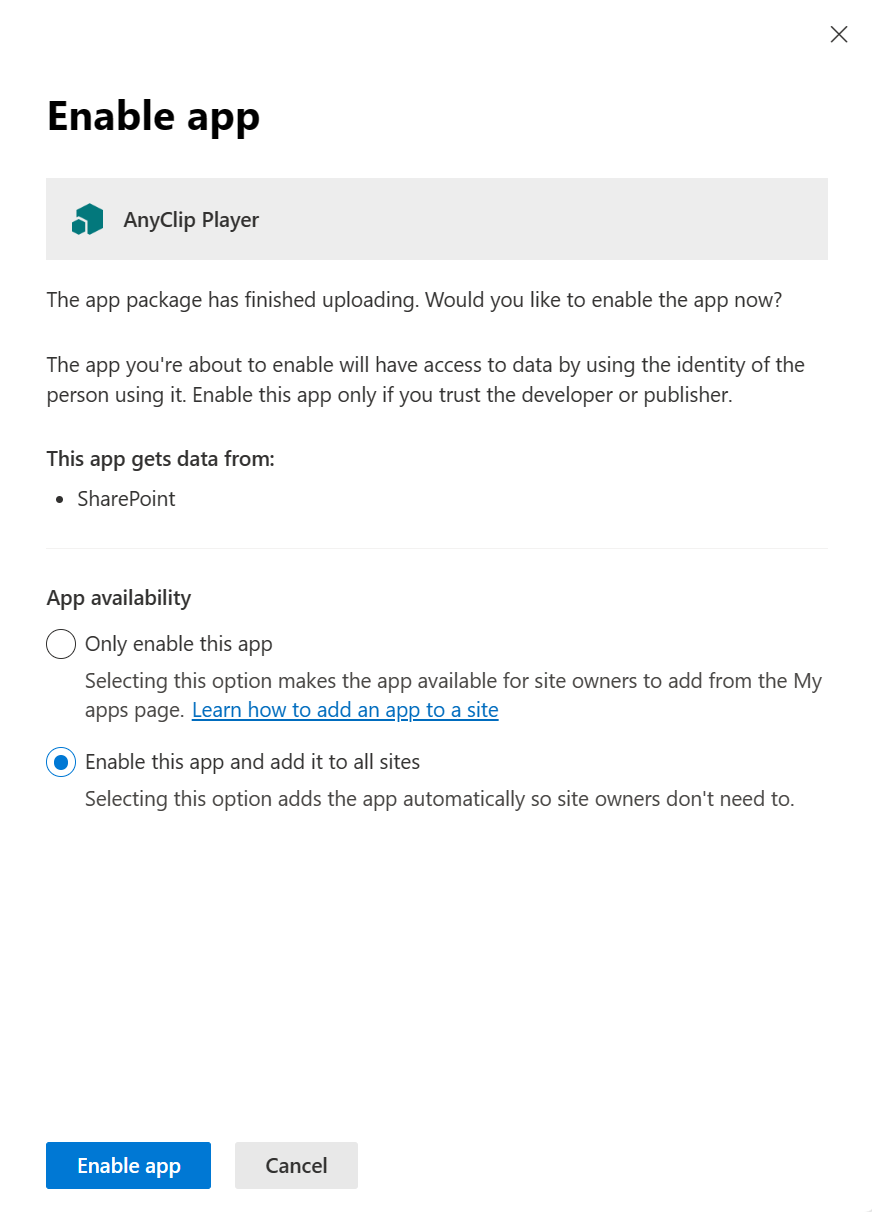 Enable app
AnyClip Player
The app package has finished uploading. Would you like to enable the app now?
The app you're about to enable will have access to data by using the identity of the
person using it. Enable this app only if you trust the developer or publisher.
This app gets data from:
• SharePoint
App availability
Only enable this app
Selecting this option makes the app available for site owners to add from the My
apps page. Learn how to add an app to a site
Enable this app and add it to all sites
Selecting this option adds the app automatically so site owners don't need to.
Enable app Cancel